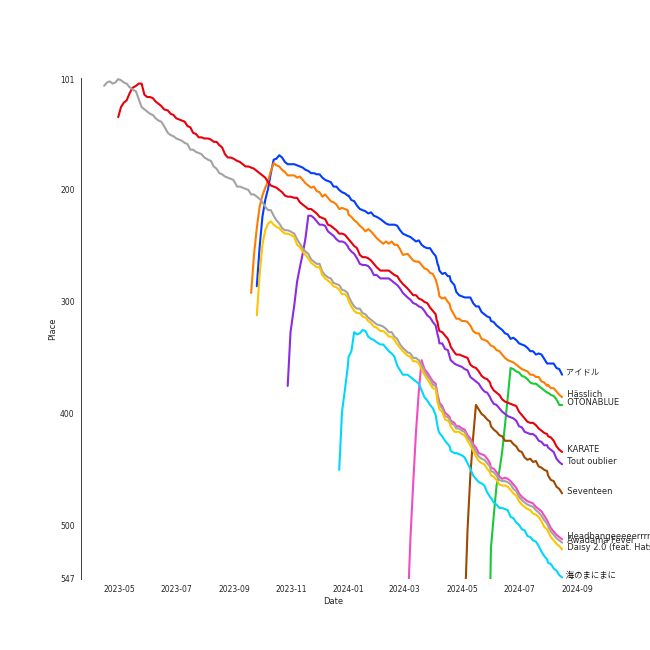 101
200
300
400
500
547
Place
アイドル
Hässlich
OTONABLUE
KARATE
Tout oublier
Seventeen
Awadama Fever
Daisy 2.0 (feat. Hats
海のまにまに
2023-05
2023-07
2023-09
2023-11
2024-01
2024-03
2024-05
2024-07
2024-09
Date